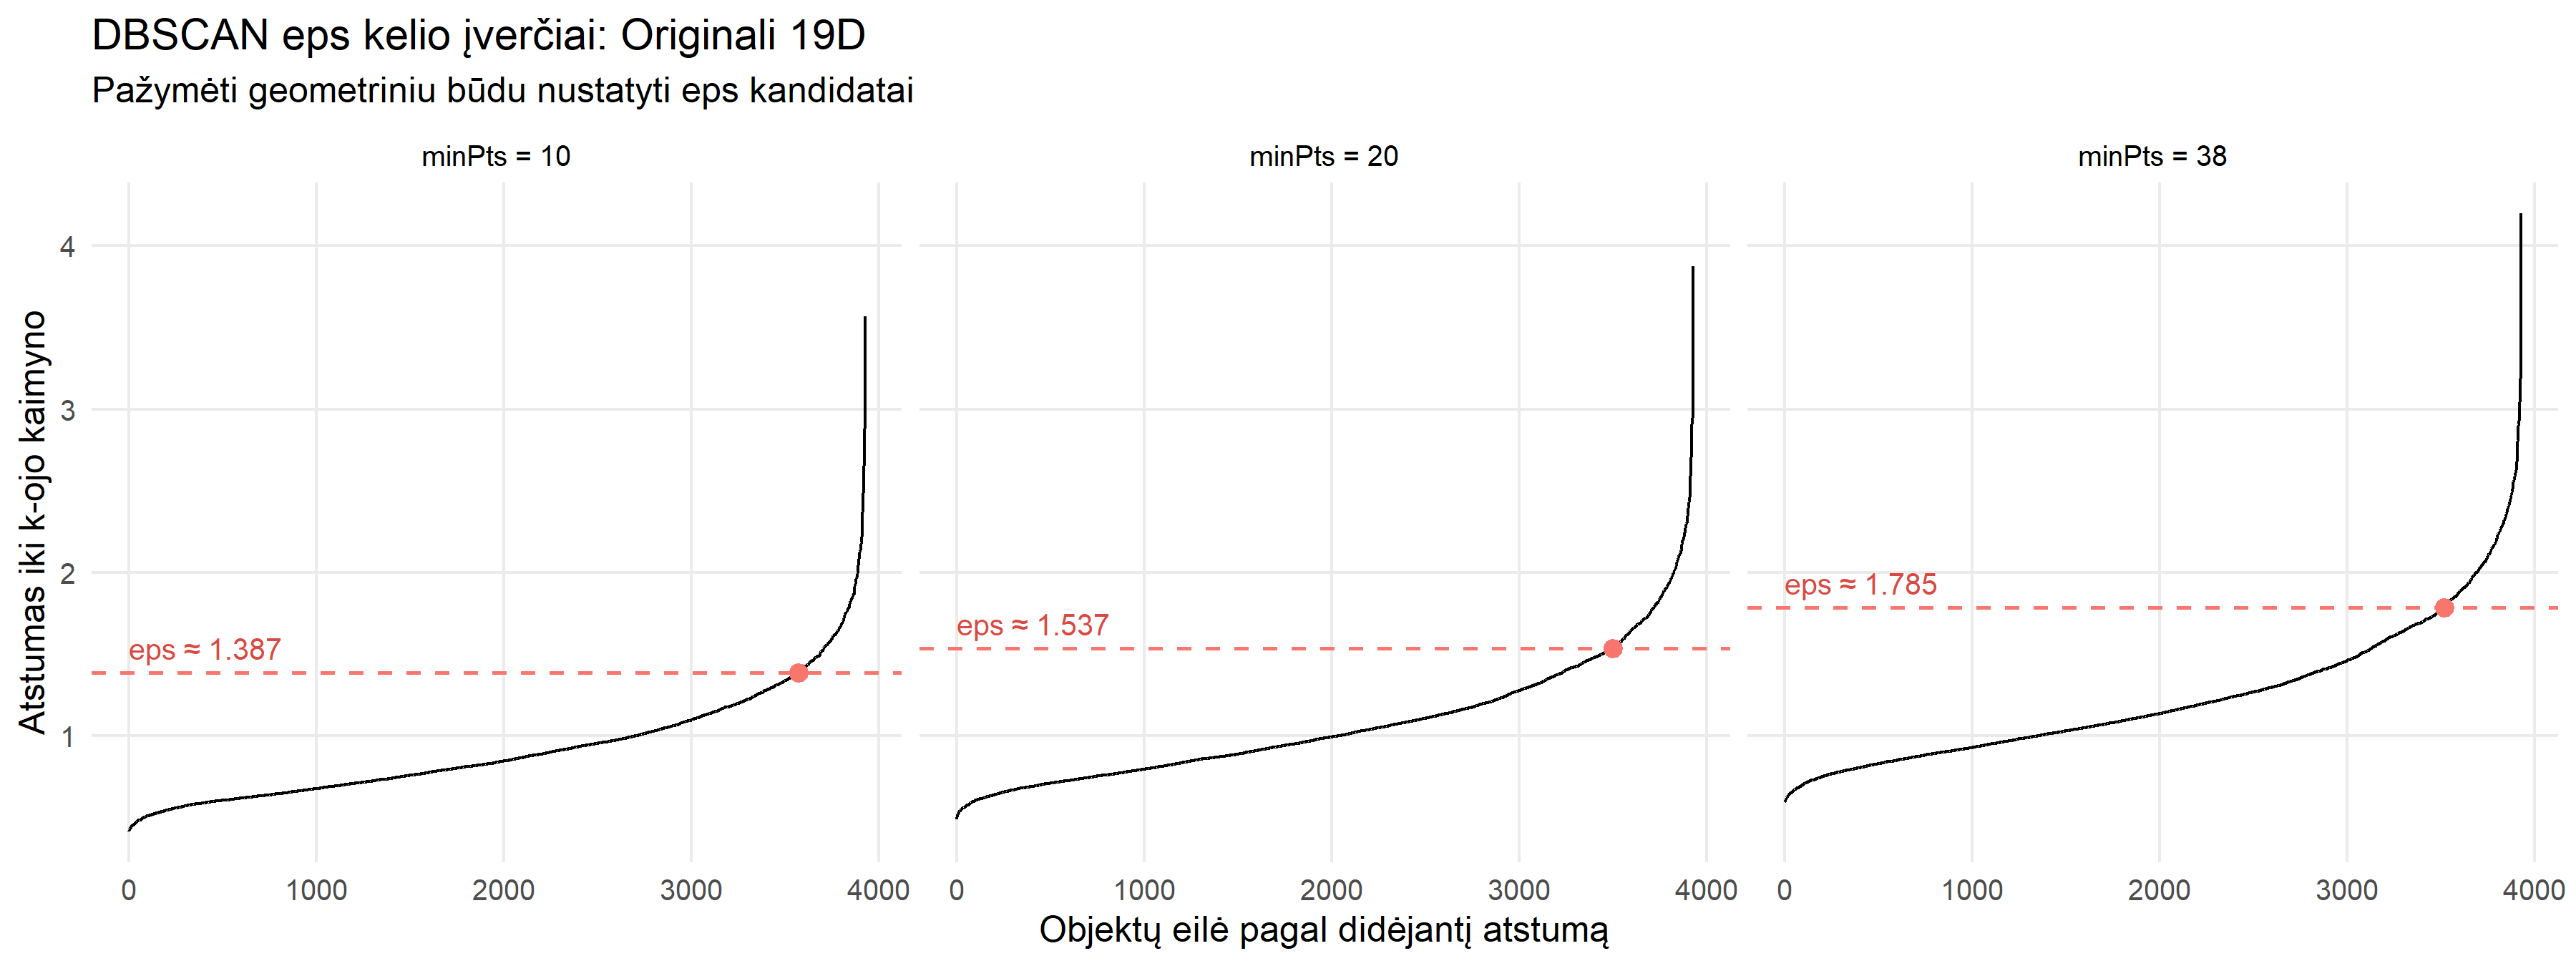 DBSCAN eps kelio įverčiai: Originali 19D
Pažymėti geometriniu būdu nustatyti eps kandidatai
minPts = 10
minPts = 20
minPts = 38
Atstumas iki k-ojo kaimyno
4
3
2
1
eps ≈ 1.387
eps ≈ 1.537
eps ≈ 1.785
0 1000 2000 3000 4000
0 1000 2000 3000 4000
0 1000 2000 3000 4000
Objektų eilė pagal didėjantį atstumą